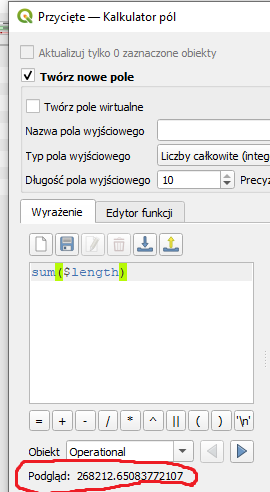 Przycięte — Kalkulator pól
Aktualizuj tylko 0 zaznaczone obiekty
Twórz nowe pole
Twórz pole wirtualne
Nazwa pola wyjściowego
Typ pola wyjściowego Liczby całkowite (integ
Długość pola wyjściowego 10 Precyz
Wyrażenie Edytor funkcji
sum($length)
= + - / * ^ || ( ) '\n'
Obiekt Operational
Podgląd: 268212.65083772107